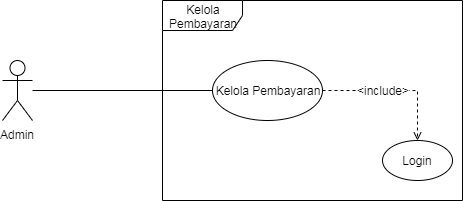 Kelola
Pembayaran
Kelola Pembayaran
<include>
Admin
Login